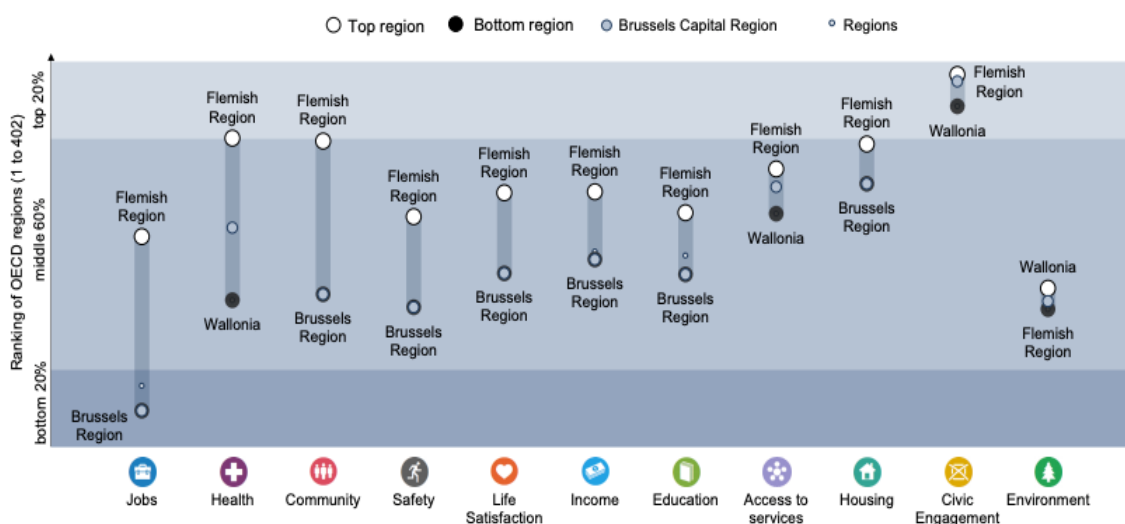 Top region
Bottom region
Brussels Capital Region
Regions
Ranking of OECD regions (1 to 402)
top 20%
middle 60%
bottom 20%
Flemish
Region
Brussels
Region
Flemish
Region
Wallonia
Flemish
Region
Brussels
Region
Flemish
Region
Brussels
Region
Flemish
Region
Brussels
Region
Flemish
Region
Brussels
Region
Flemish
Region
Brussels
Region
Flemish
Region
Wallonia
Flemish
Region
Brussels
Region
Flemish
Region
Wallonia
Wallonia
Flemish
Region
Jobs
Health
Community
Safety
Life
Satisfaction
Income
Education
Access to
services
Housing
Civic
Engagement
Environment